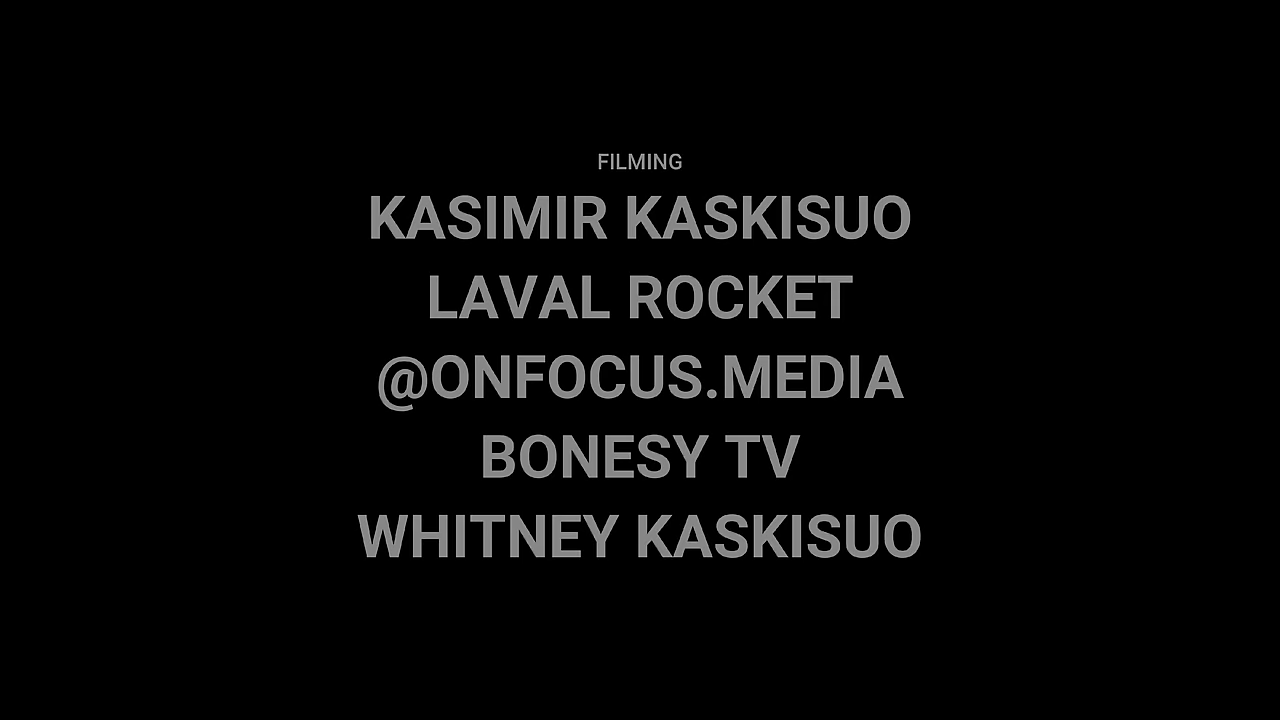 FILMING
KASIMIR KASKISUO
LAVAL ROCKET
@ONFOCUS.MEDIA
BONESY TV
WHITNEY KASKISUO